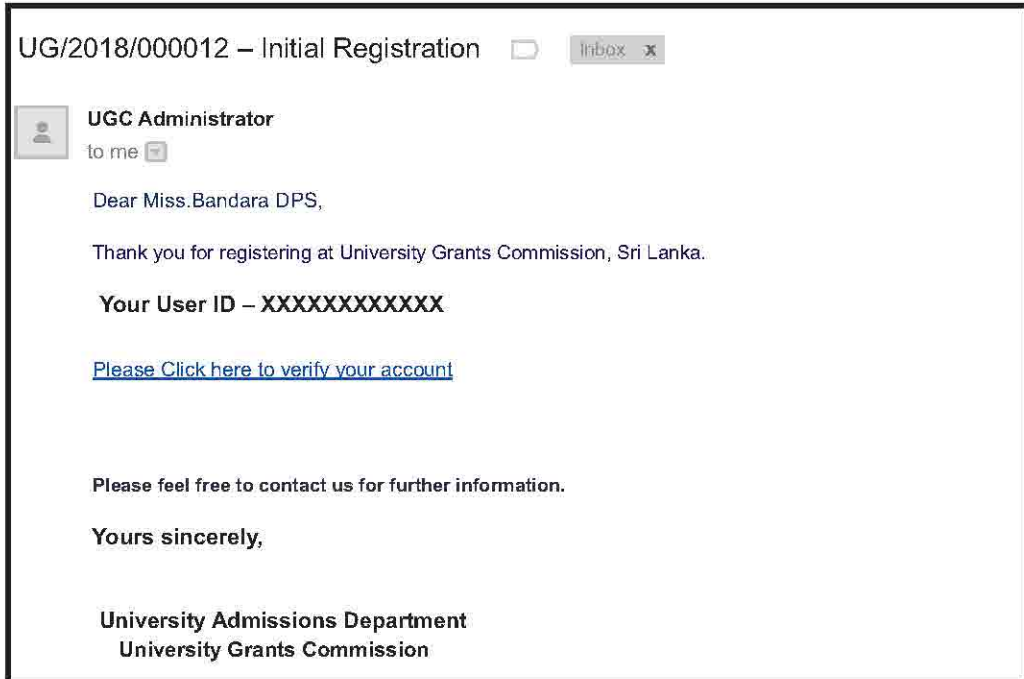 UG/2018/000012 – Initial Registration Inbox x
UGC Administrator
to me
Dear Miss.Bandara DPS,
Thank you for registering at University Grants Commission, Sri Lanka.
Your User ID – XXXXXXXXXXXX
Please Click here to verify your account
Please feel free to contact us for further information.
Yours sincerely,
University Admissions Department
University Grants Commission